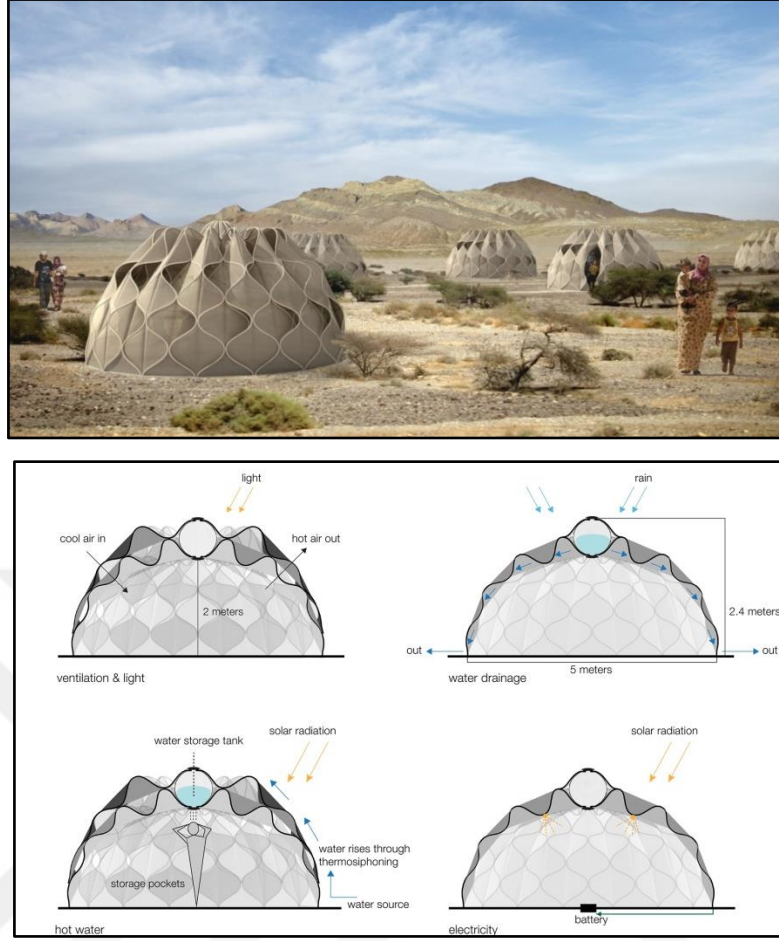 light
cool air in
hot air out
2 meters
ventilation & light
rain
2.4 meters
out
out
5 meters
water drainage
water storage tank
solar radiation
water rises through
thermosiphoning
storage pockets
water source
hot water
solar radiation
battery
electricity